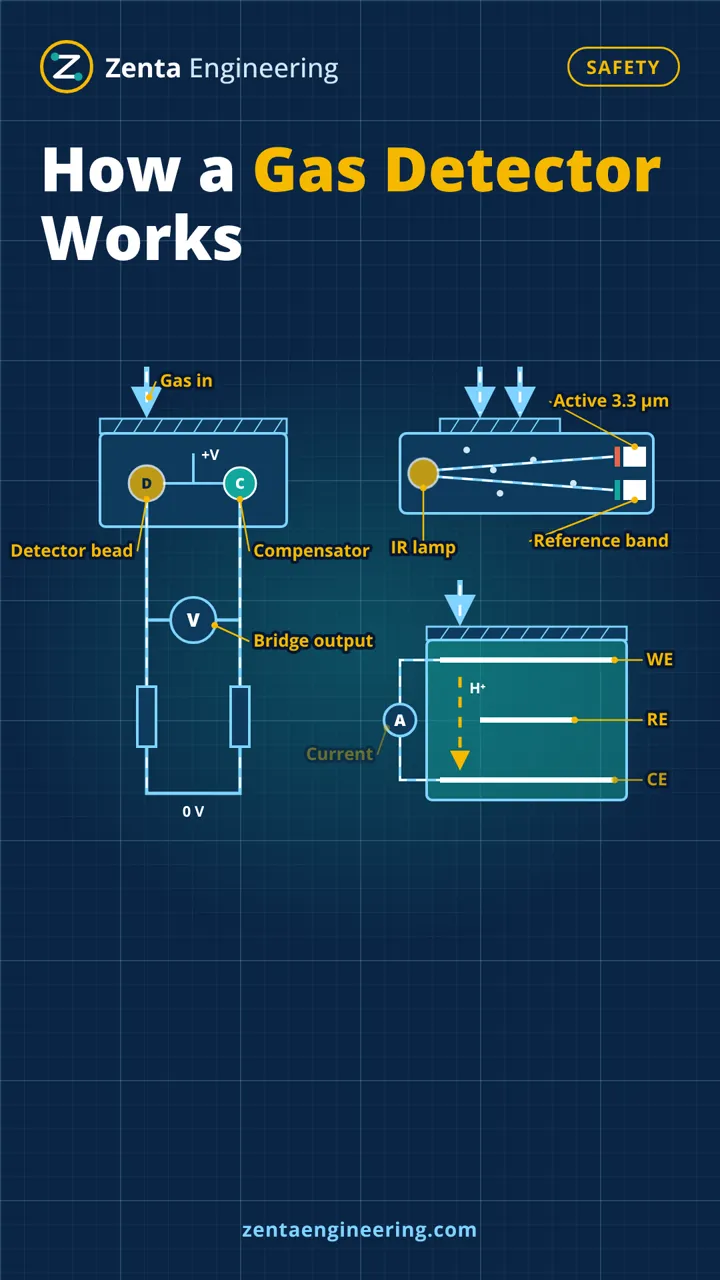 Z Zenta Engineering
SAFETY
How a Gas Detector
Works
Gas in
+V
D
C
Detector bead
Compensator
V
Bridge output
0 V
Active 3.3 µm
IR lamp
Reference band
WE
H+
RE
A
Current
CE
zentaengineering.com